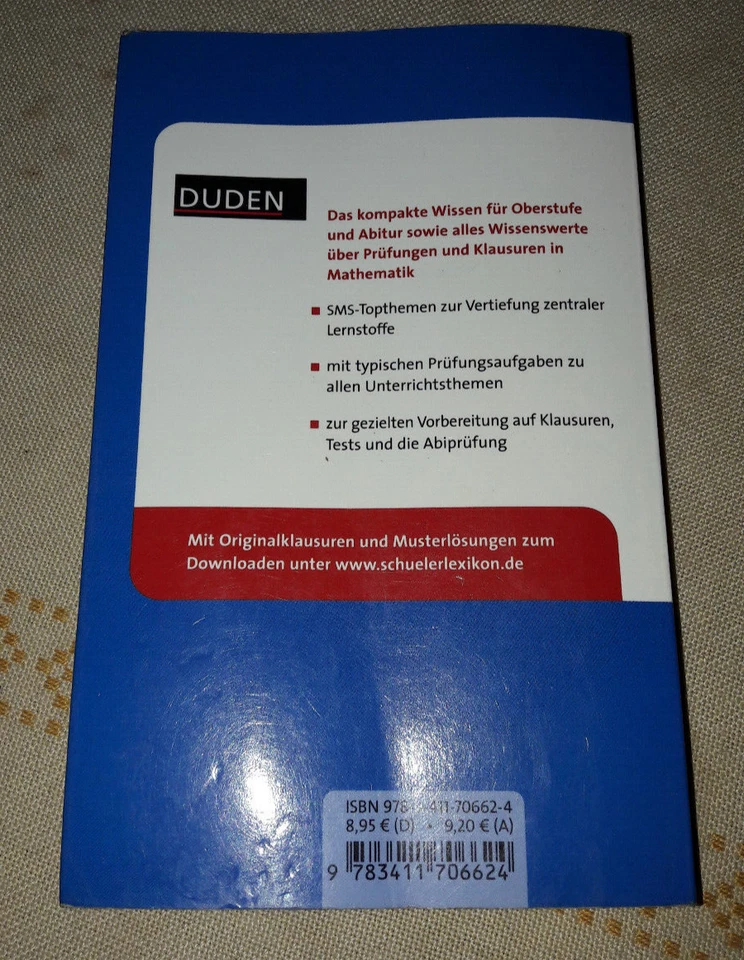 DUDEN
Das kompakte Wissen für Oberstufe
und Abitur sowie alles Wissenswerte
über Prüfungen und Klausuren in
Mathematik
SMS-Topthemen zur Vertiefung zentraler
Lernstoffe
mit typischen Prüfungsaufgaben zu
allen Unterrichtsthemen
zur gezielten Vorbereitung auf Klausuren,
Tests und die Abiprüfung
Mit Originalklausuren und Musterlösungen zum
Downloaden unter www.schuelerlexikon.de
ISBN 978-3-411-70662-4
8,95 € (D) • 9,20 € (A)
9 783411 706624